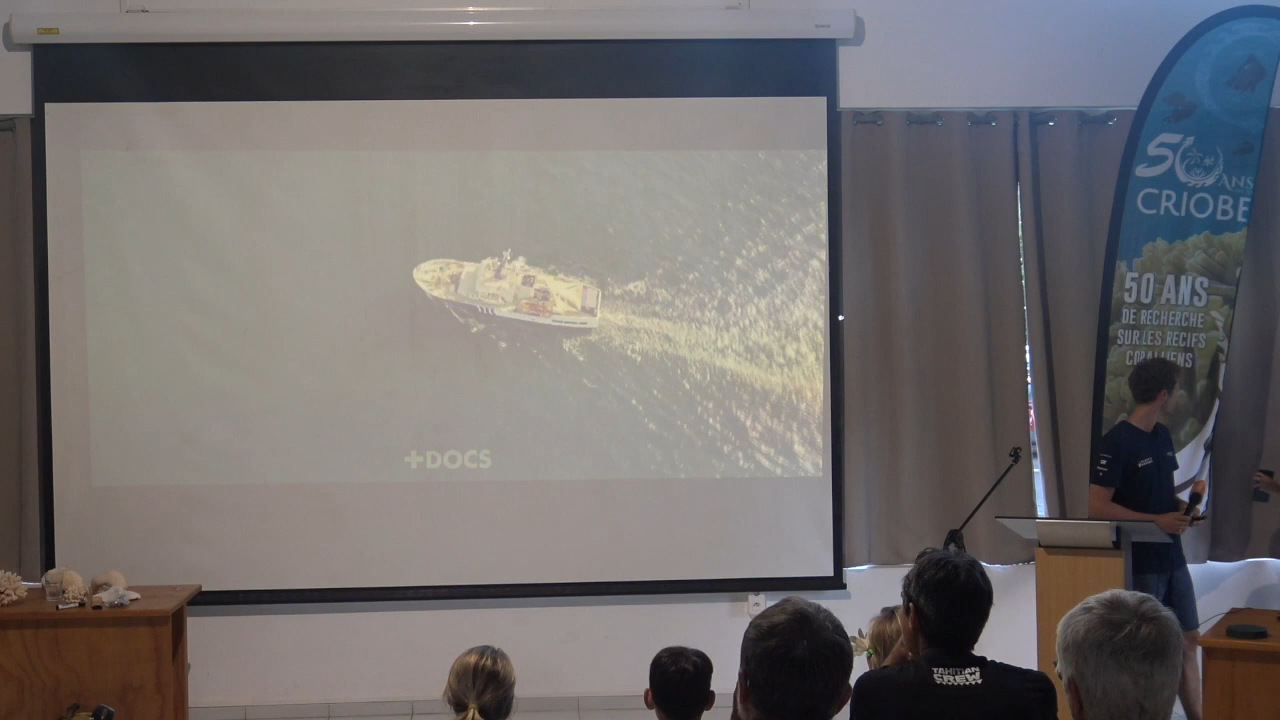 50 Ans
CRIOBE
50 ANS
DE RECHERCHE
SUR LES RECIFS
CORALLIENS
+DOCS
TAHITIAN
CREW